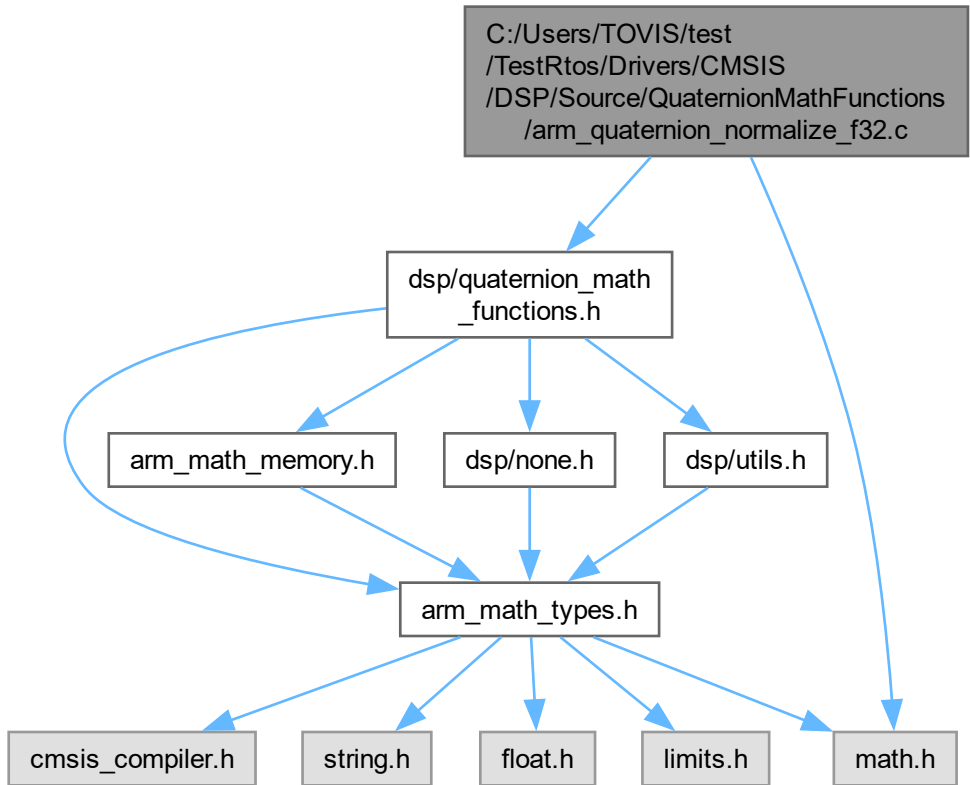 C:/Users/TOVIS/test
/TestRtos/Drivers/CMSIS
/DSP/Source/QuaternionMathFunctions
/arm_quaternion_normalize_f32.c
dsp/quaternion_math
_functions.h
arm_math_memory.h
dsp/none.h
dsp/utils.h
arm_math_types.h
cmsis_compiler.h
string.h
float.h
limits.h
math.h